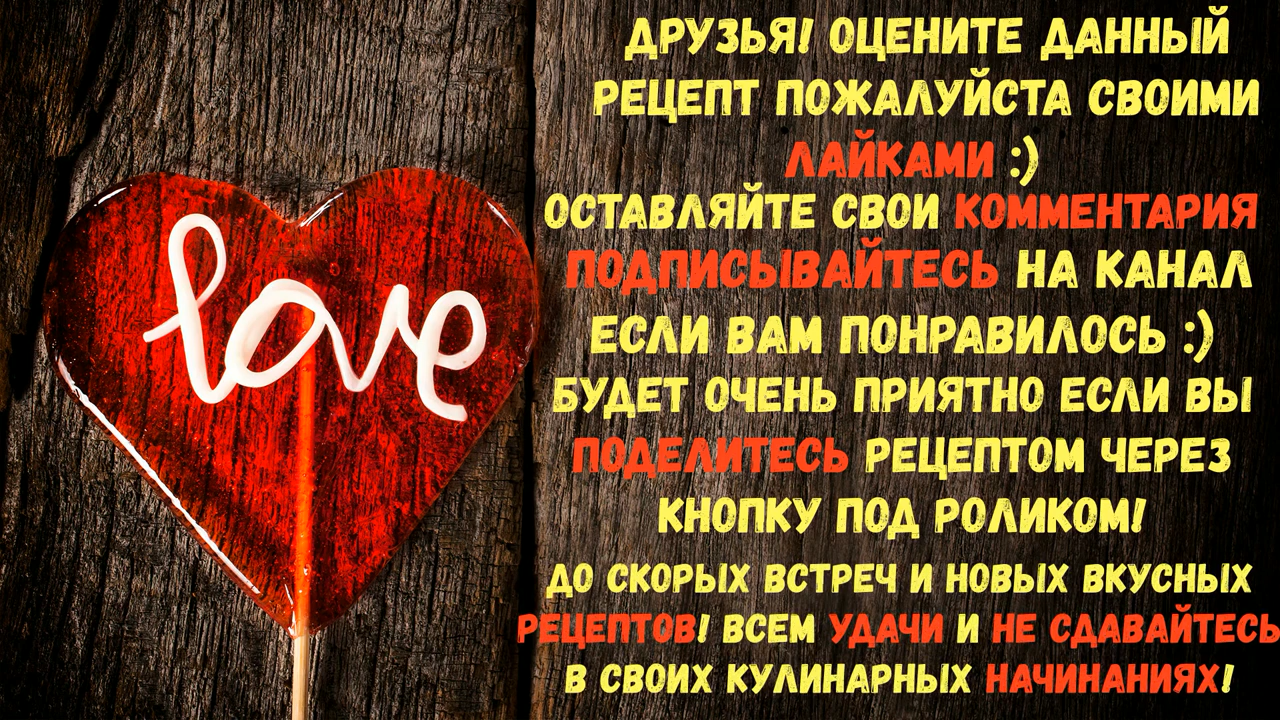 love
ДРУЗЬЯ! ОЦЕНИТЕ ДАННЫЙ
РЕЦЕПТ ПОЖАЛУЙСТА СВОИМИ
ЛАЙКАМИ :)
ОСТАВЛЯЙТЕ СВОИ КОММЕНТАРИЯ
ПОДПИСЫВАЙТЕСЬ НА КАНАЛ
ЕСЛИ ВАМ ПОНРАВИЛОСЬ :)
БУДЕТ ОЧЕНЬ ПРИЯТНО ЕСЛИ ВЫ
ПОДЕЛИТЕСЬ РЕЦЕПТОМ ЧЕРЕЗ
КНОПКУ ПОД РОЛИКОМ!
ДО СКОРЫХ ВСТРЕЧ И НОВЫХ ВКУСНЫХ
РЕЦЕПТОВ! ВСЕМ УДАЧИ И НЕ СДАВАЙТЕСЬ
В СВОИХ КУЛИНАРНЫХ НАЧИНАНИЯХ!